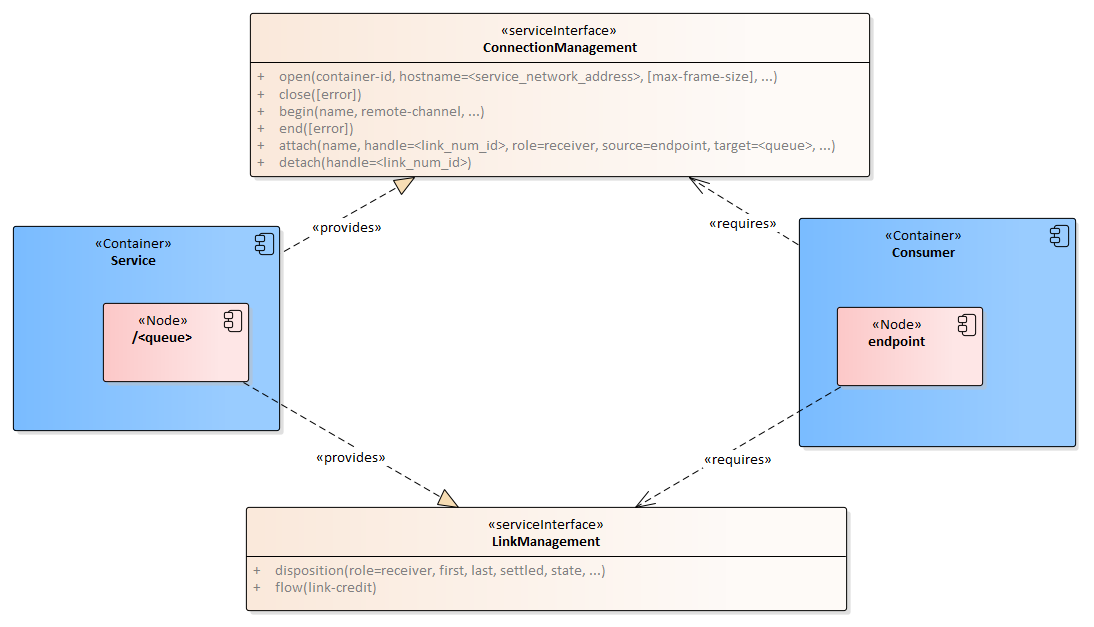 «serviceInterface»
ConnectionManagement
+ open(container-id, hostname=<service_network_address>, [max-frame-size], ...)
+ close([error])
+ begin(name, remote-channel, ...)
+ end([error])
+ attach(name, handle=<link_num_id>, role=receiver, source=endpoint, target=<queue>, ...)
+ detach(handle=<link_num_id>)
«provides»
«requires»
«Container»
Service
«Node»
/<queue>
«Container»
Consumer
«Node»
endpoint
«provides»
«requires»
«serviceInterface»
LinkManagement
+ disposition(role=receiver, first, last, settled, state, ...)
+ flow(link-credit)